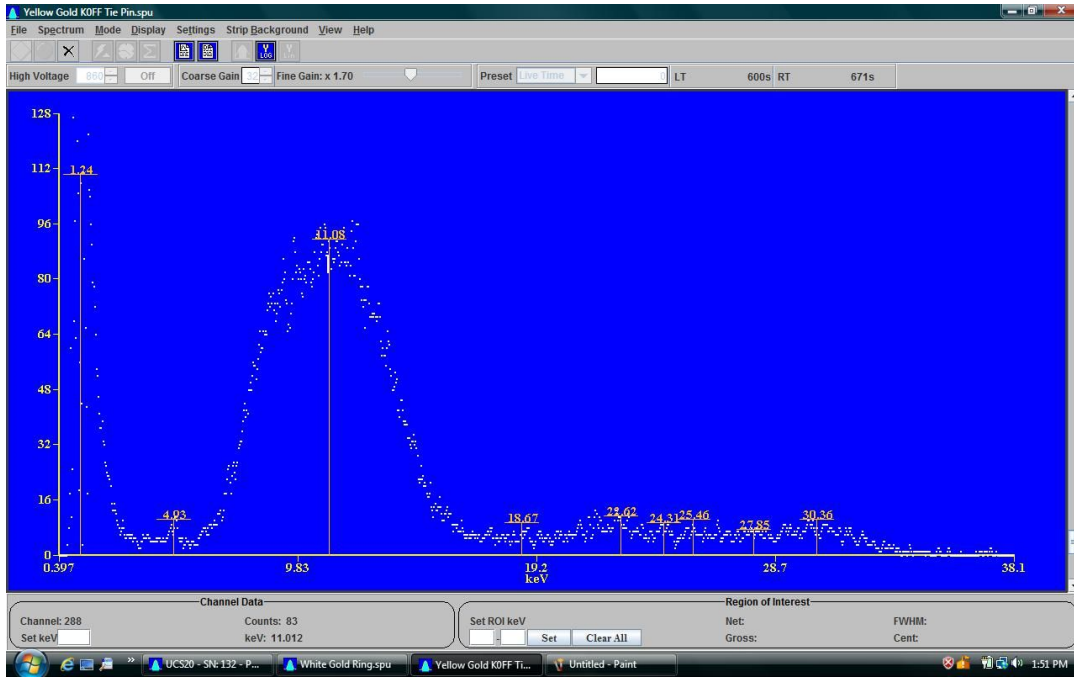 Yellow Gold K0FF Tie Pin.spu
File Spectrum Mode Display Settings Strip Background View Help
High Voltage 860 Off Coarse Gain 32 Fine Gain: x 1.70 Preset Live Time 0 LT 600s RT 671s
128
112
96
80
64
48
32
16
0
1.24
4.93
11.08
18.67
22.62
24.31
25.46
27.85
30.36
0.397 9.83 19.2 28.7 38.1
keV
Channel Data
Channel: 288 Counts: 83
Set keV keV: 11.012
Region of Interest
Set ROI keV Net: FWHM:
- Set Clear All Gross: Cent:
UCS20 - SN: 132 - P... White Gold Ring.spu Yellow Gold K0FF Ti... Untitled - Paint 1:51 PM